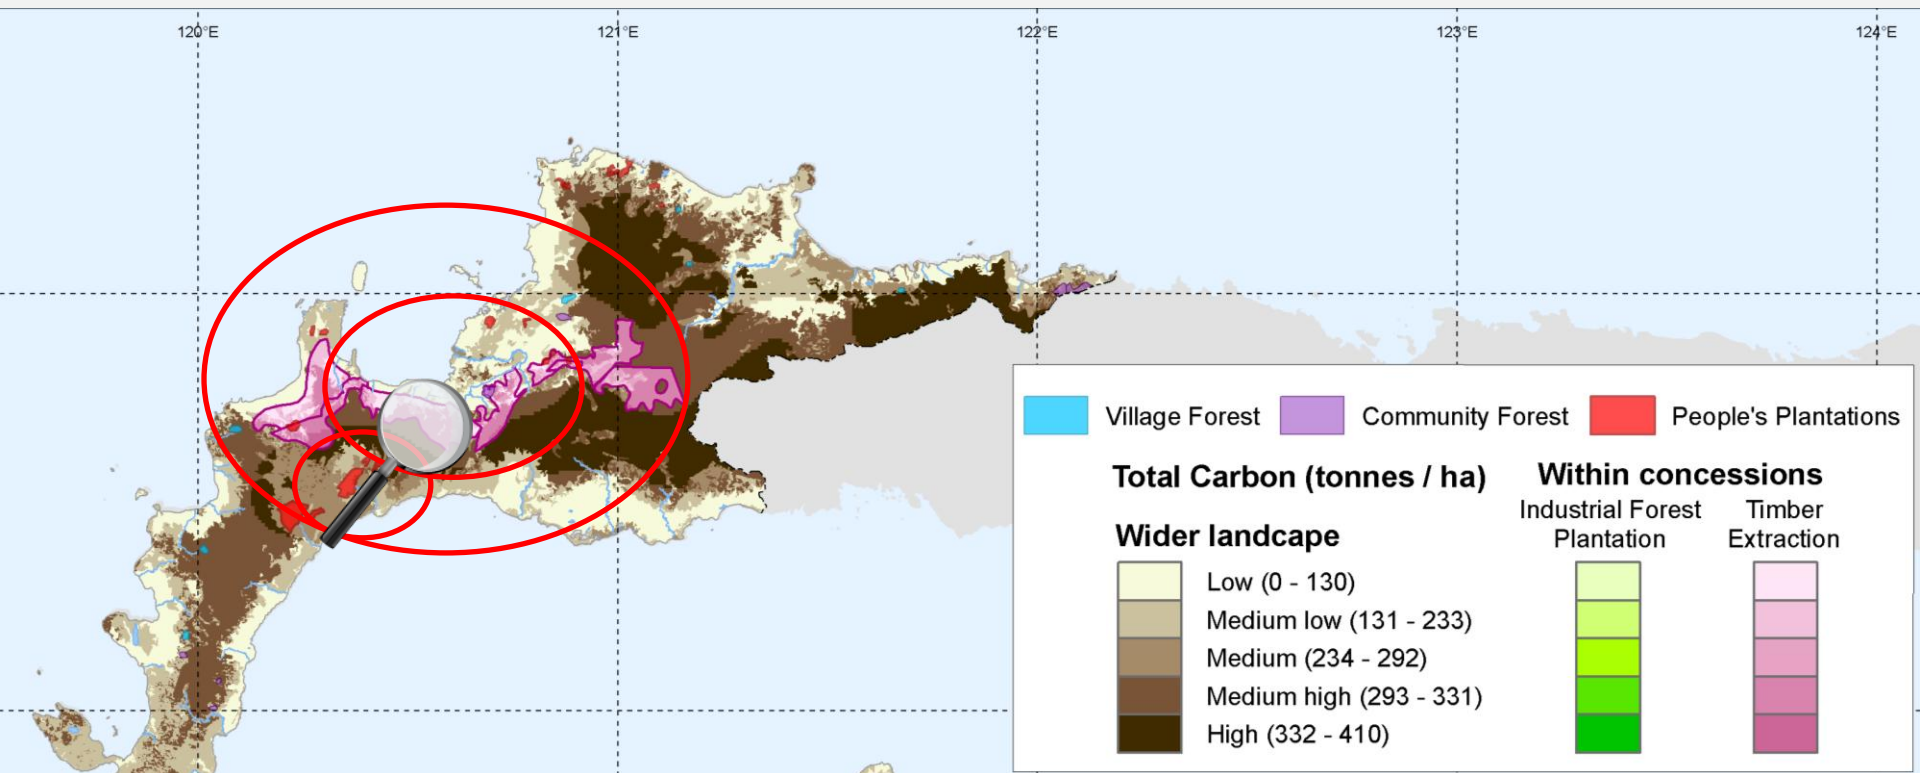 120°E 121°E 122°E 123°E 124°E
Village Forest Community Forest People's Plantations
Total Carbon (tonnes / ha) Within concessions
Industrial Forest Plantation
Timber Extraction
Wider landscape
Low (0 - 130)
Medium low (131 - 233)
Medium (234 - 292)
Medium high (293 - 331)
High (332 - 410)